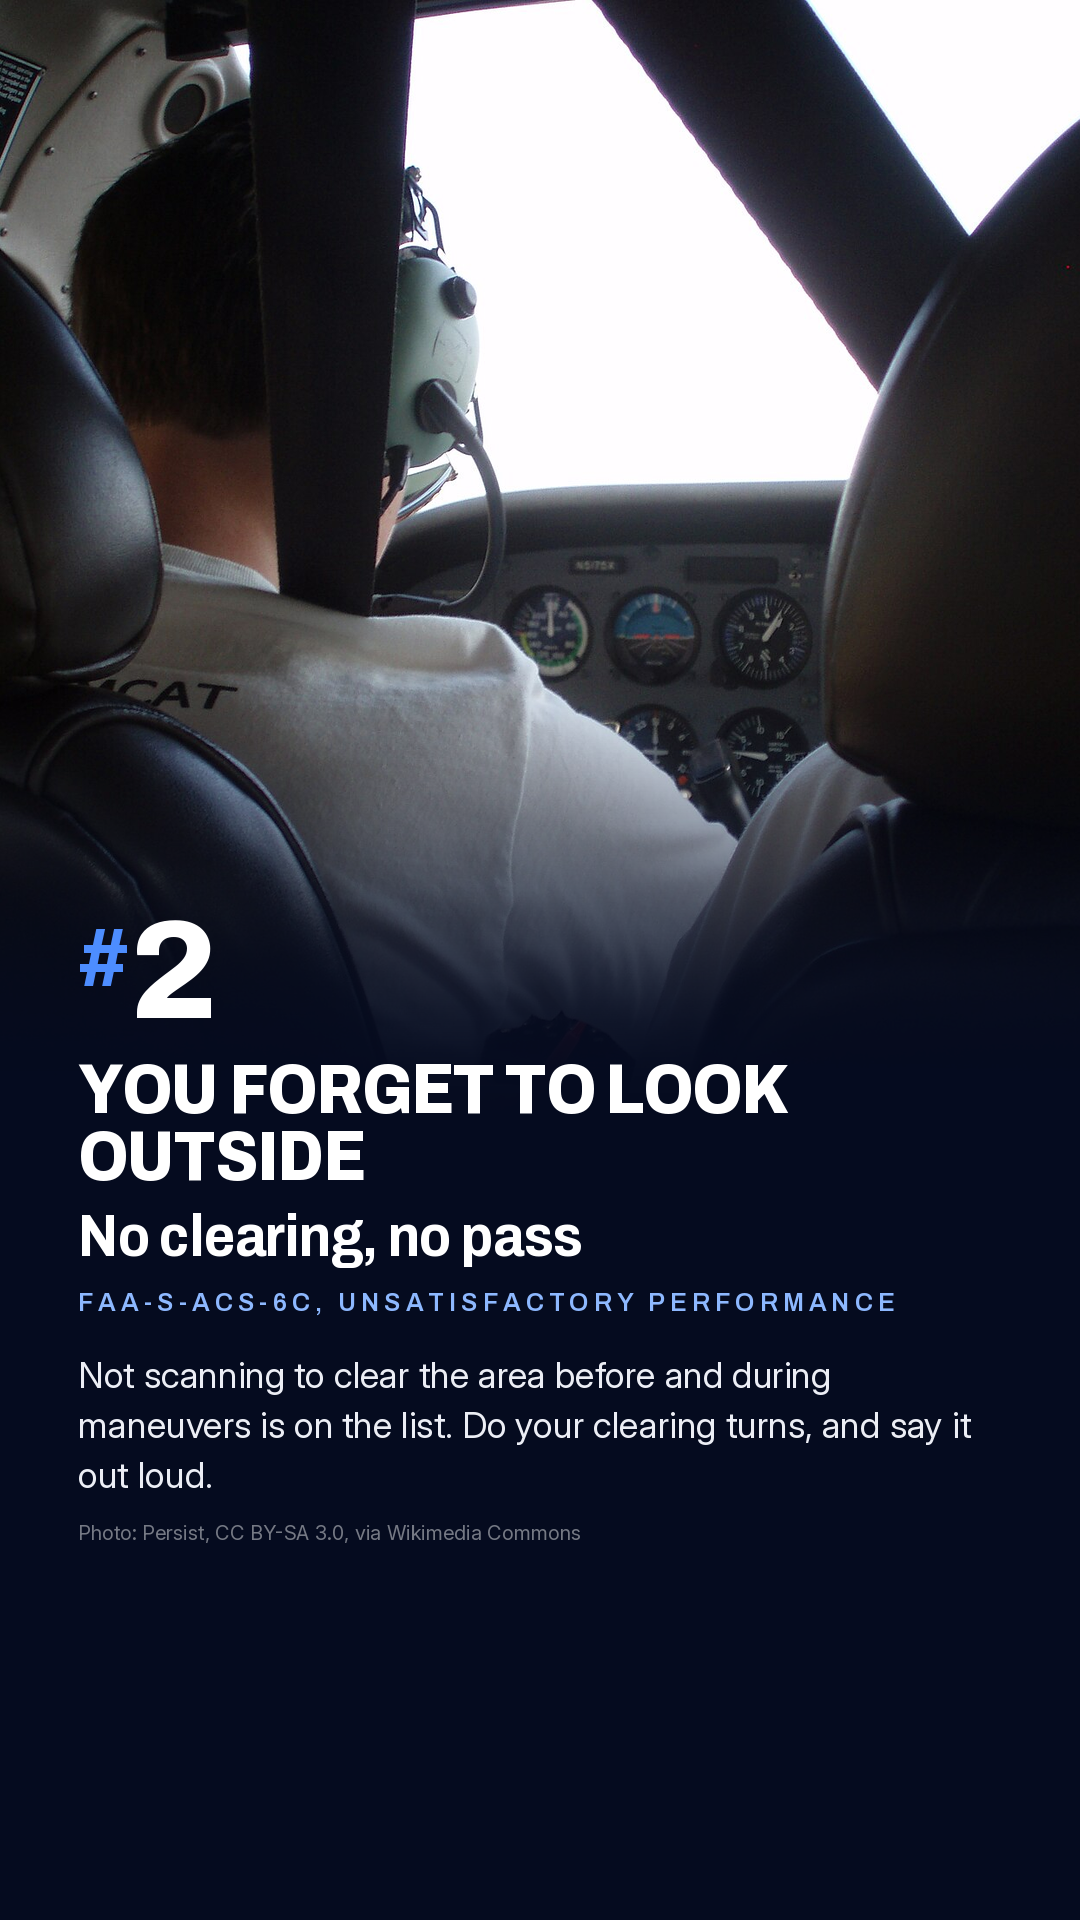 N5175X
MCAT
#2
YOU FORGET TO LOOK
OUTSIDE
No clearing, no pass
FAA-S-ACS-6C, UNSATISFACTORY PERFORMANCE
Not scanning to clear the area before and during
maneuvers is on the list. Do your clearing turns, and say it
out loud.
Photo: Persist, CC BY-SA 3.0, via Wikimedia Commons